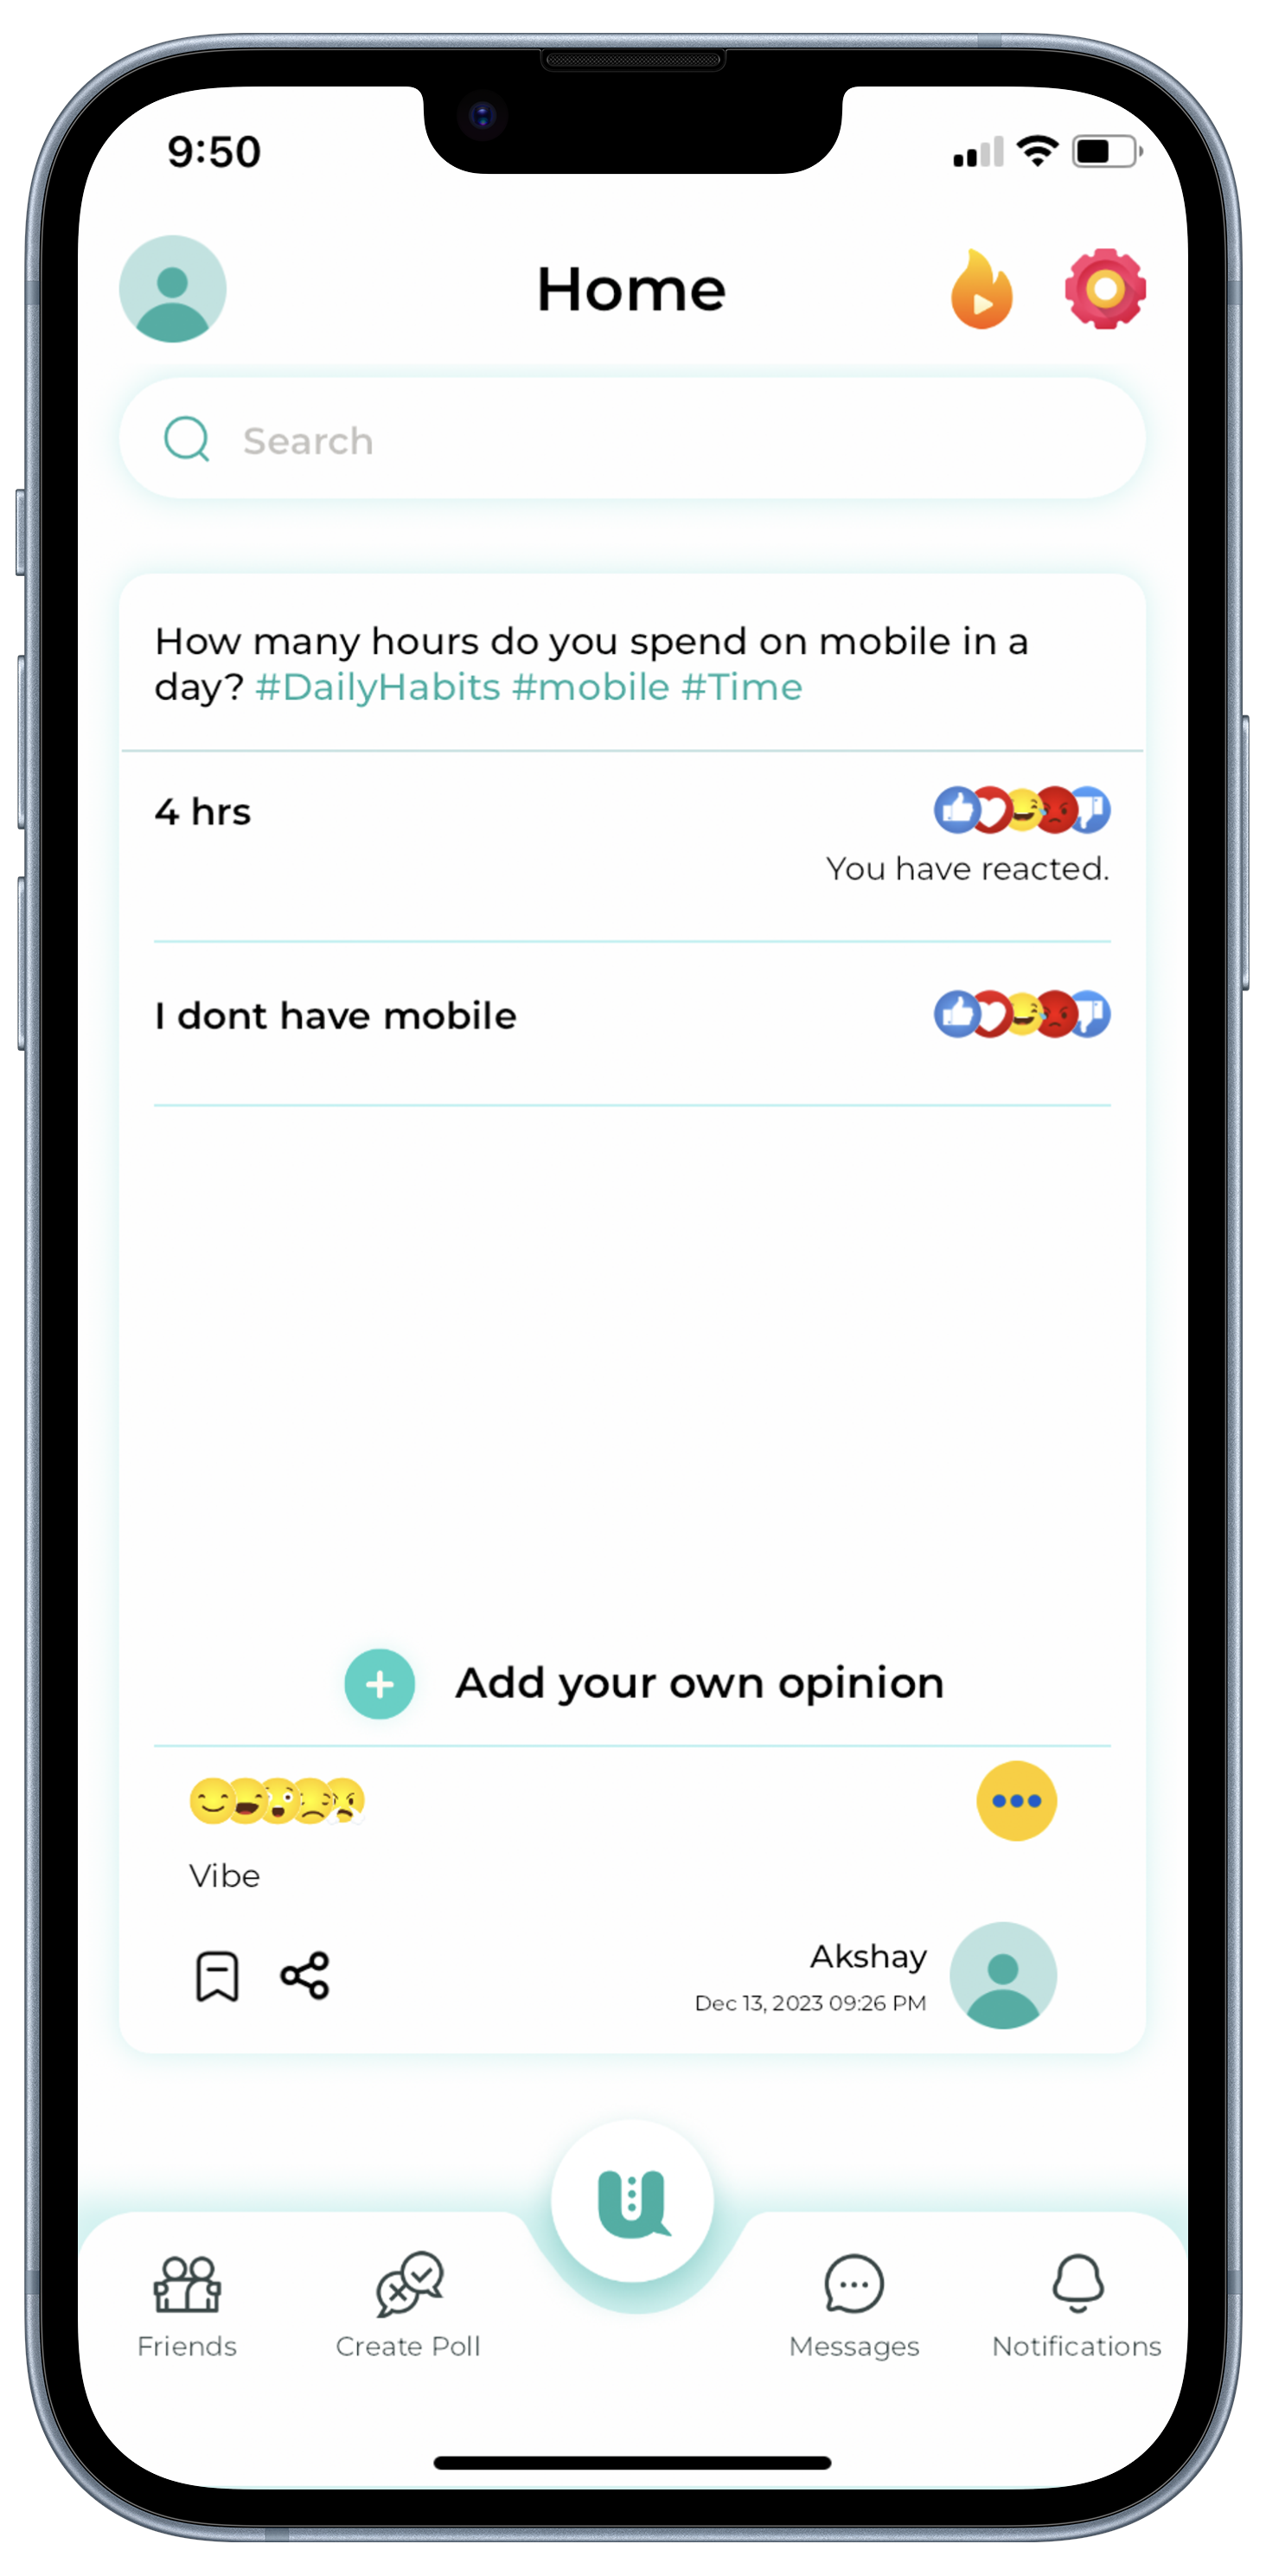 9:50
Home
Search
How many hours do you spend on mobile in a
day? #DailyHabits #mobile #Time
4 hrs
You have reacted.
I dont have mobile
Add your own opinion
Vibe
Akshay
Dec 13, 2023 09:26 PM
Friends
Create Poll
Messages
Notifications